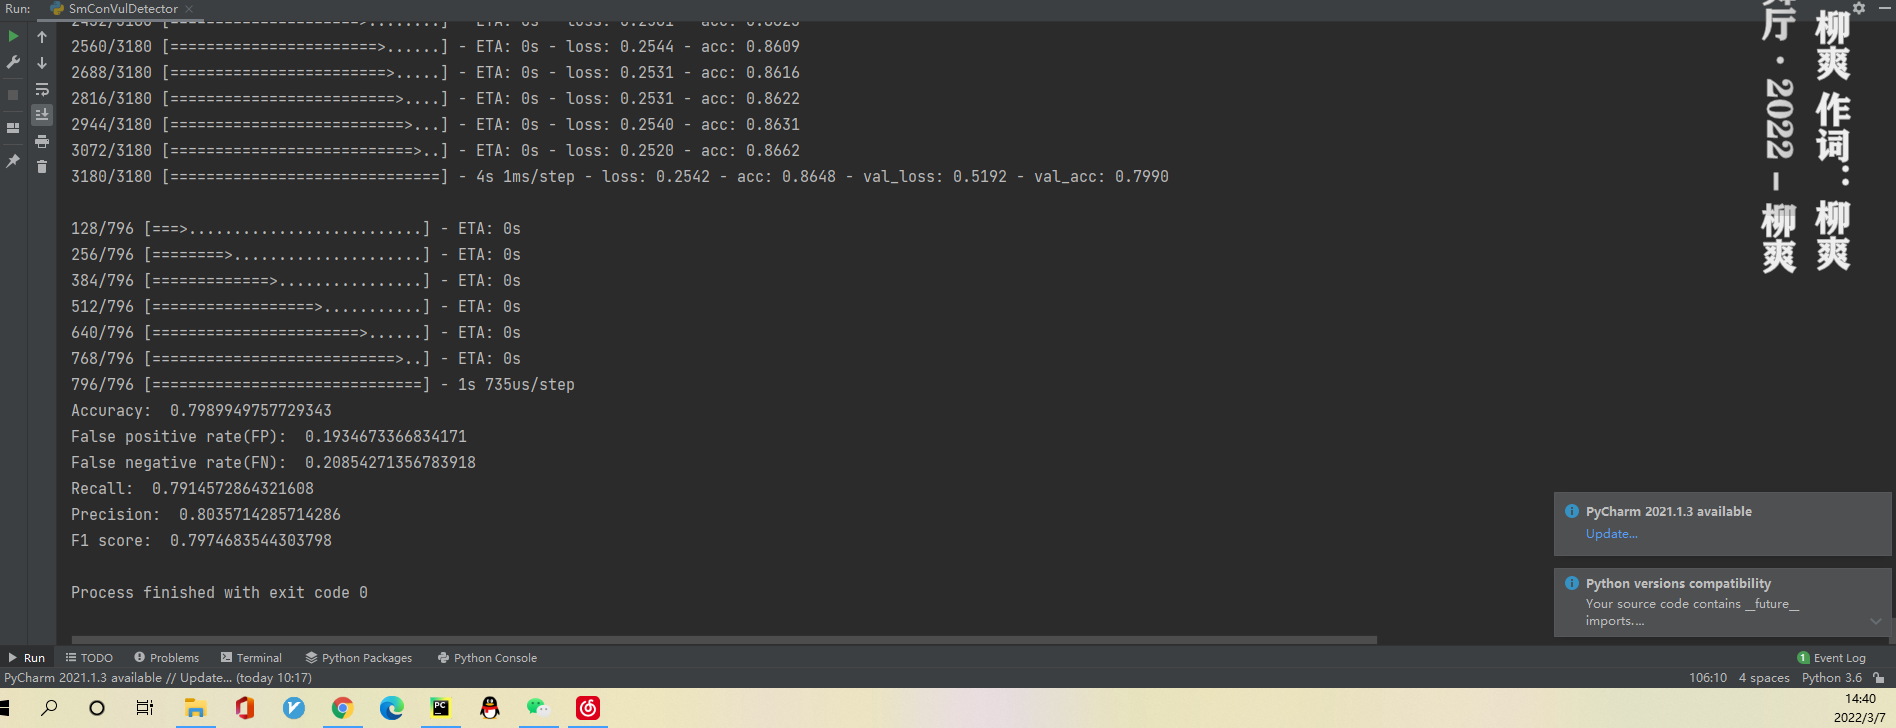 Run:
SmConVulDetector
2560/3180 [=======================>......] - ETA: 0s - loss: 0.2544 - acc: 0.8609
2688/3180 [========================>.....] - ETA: 0s - loss: 0.2531 - acc: 0.8616
2816/3180 [=========================>....] - ETA: 0s - loss: 0.2531 - acc: 0.8622
2944/3180 [==========================>...] - ETA: 0s - loss: 0.2540 - acc: 0.8631
3072/3180 [===========================>..] - ETA: 0s - loss: 0.2520 - acc: 0.8662
3180/3180 [==============================] - 4s 1ms/step - loss: 0.2542 - acc: 0.8648 - val_loss: 0.5192 - val_acc: 0.7990
128/796 [===>..........................] - ETA: 0s
256/796 [========>.....................] - ETA: 0s
384/796 [=============>................] - ETA: 0s
512/796 [==================>...........] - ETA: 0s
640/796 [=======================>......] - ETA: 0s
768/796 [===========================>..] - ETA: 0s
796/796 [==============================] - 1s 735us/step
Accuracy:  0.7989949757729343
False positive rate(FP):  0.1934673366834171
False negative rate(FN):  0.20854271356783918
Recall:  0.7914572864321608
Precision:  0.8035714285714286
F1 score:  0.7974683544303798
Process finished with exit code 0
柳爽 作词：柳爽
厅·2022 - 柳爽
PyCharm 2021.1.3 available
Update...
Python versions compatibility
Your source code contains __future__
imports....
Run
TODO
Problems
Terminal
Python Packages
Python Console
1 Event Log
PyCharm 2021.1.3 available // Update... (today 10:17)
106:10
4 spaces
Python 3.6
PC
14:40
2022/3/7